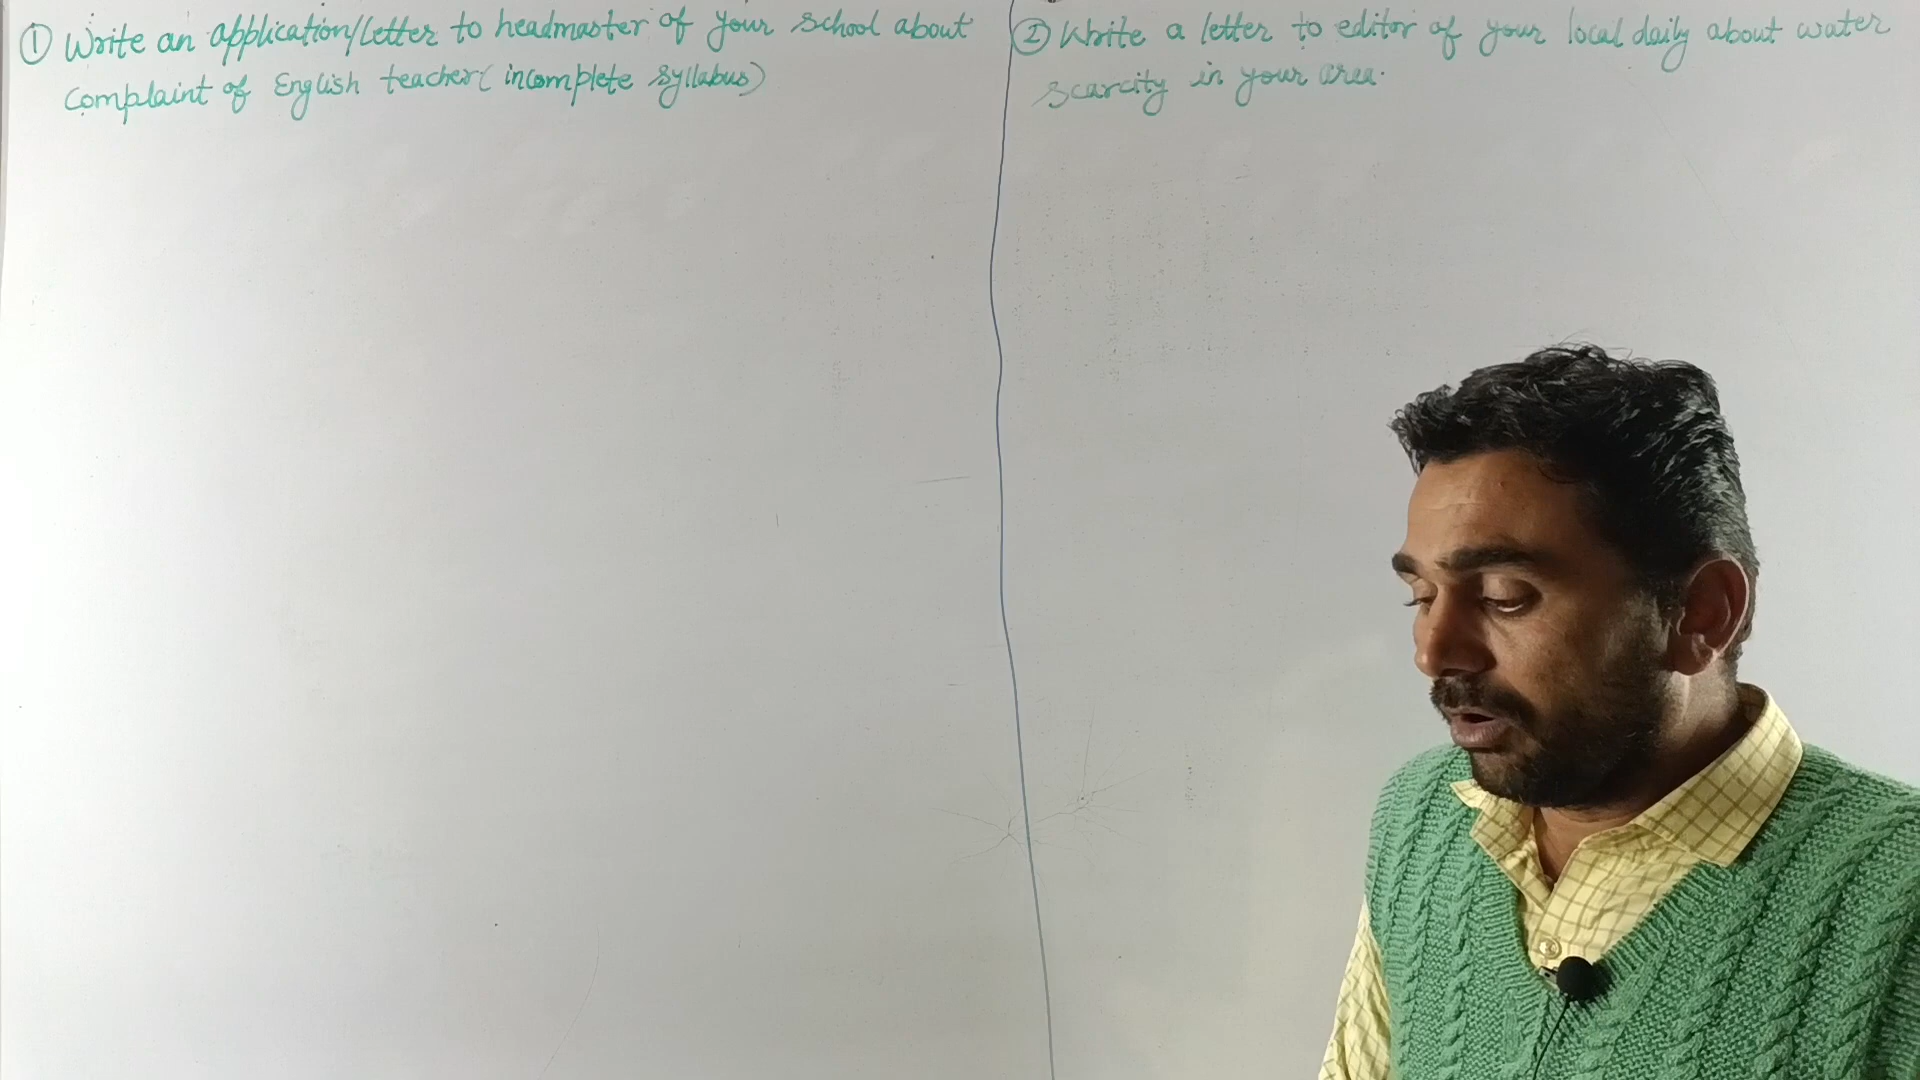 ① Write an application/Letter to headmaster of your school about
Complaint of English teacher( incomplete syllabus)
② Write a letter to editor of your local daily about water
scarcity in your area.